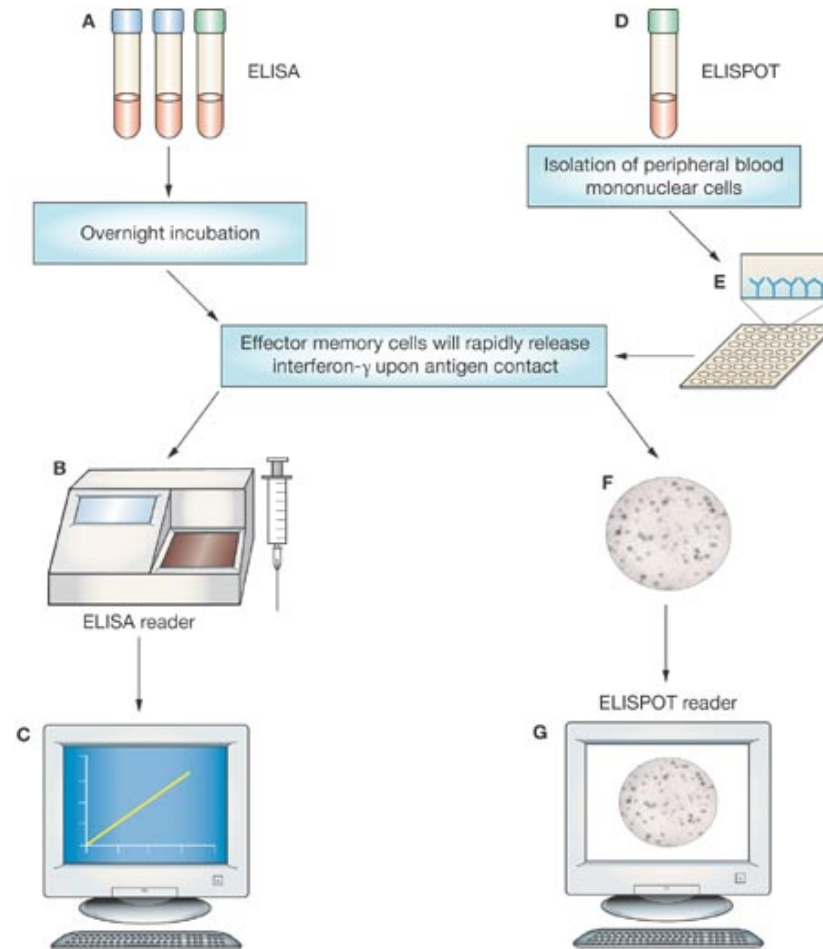 A
ELISA
Overnight incubation
D
ELISPOT
Isolation of peripheral blood
mononuclear cells
E
Effector memory cells will rapidly release
interferon-γ upon antigen contact
B
ELISA reader
C
F
ELISPOT reader
G